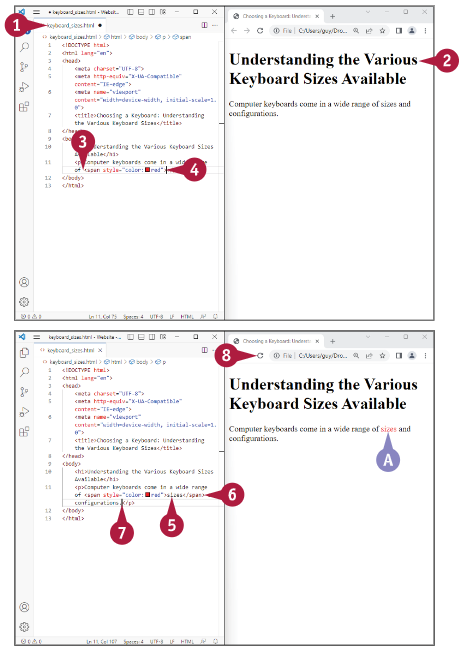 keyboard_sizes.html - Website...
Choosing a Keyboard: Underst
1
keyboard_sizes.html
File
C:/Users/guy/Dro...
keyboard_sizes.html > html > body > p > span
1 <!DOCTYPE html>
2 <html lang="en">
3 <head>
4 <meta charset="UTF-8">
5 <meta http-equiv="X-UA-Compatible"
content="IE=edge">
6 <meta name="viewport"
content="width=device-width, initial-scale=1.
0">
7 <title>Choosing a Keyboard: Understanding
the Various Keyboard Sizes</title>
8 </head>
9 <bo
10 Understanding the Various Keyboard Sizes
Available</h1>
11 <p>Computer keyboards come in a wide range
of <span style="color: red">
12 </body>
13 </html>
3
4
Understanding the Various
Keyboard Sizes Available
2
Computer keyboards come in a wide range of sizes and
configurations.
0 0
Ln 11, Col 75 Spaces: 4 UTF-8 LF HTML
keyboard_sizes.html - Website - ...
Choosing a Keyboard: Underst
keyboard_sizes.html
8
File
C:/Users/guy/Dro...
keyboard_sizes.html > html > body > p
1 <!DOCTYPE html>
2 <html lang="en">
3 <head>
4 <meta charset="UTF-8">
5 <meta http-equiv="X-UA-Compatible"
content="IE=edge">
6 <meta name="viewport"
content="width=device-width, initial-scale=1.
0">
7 <title>Choosing a Keyboard: Understanding
the Various Keyboard Sizes</title>
8 </head>
9 <body>
10 <h1>Understanding the Various Keyboard Sizes
Available</h1>
11 <p>Computer keyboards come in a wide range
of <span style="color: red">sizes</span>
configurations.</p>
12 </body>
13 </html>
6
5
7
Understanding the Various
Keyboard Sizes Available
Computer keyboards come in a wide range of sizes and
configurations.
A
0 0
Ln 11, Col 107 Spaces: 4 UTF-8 LF HTML